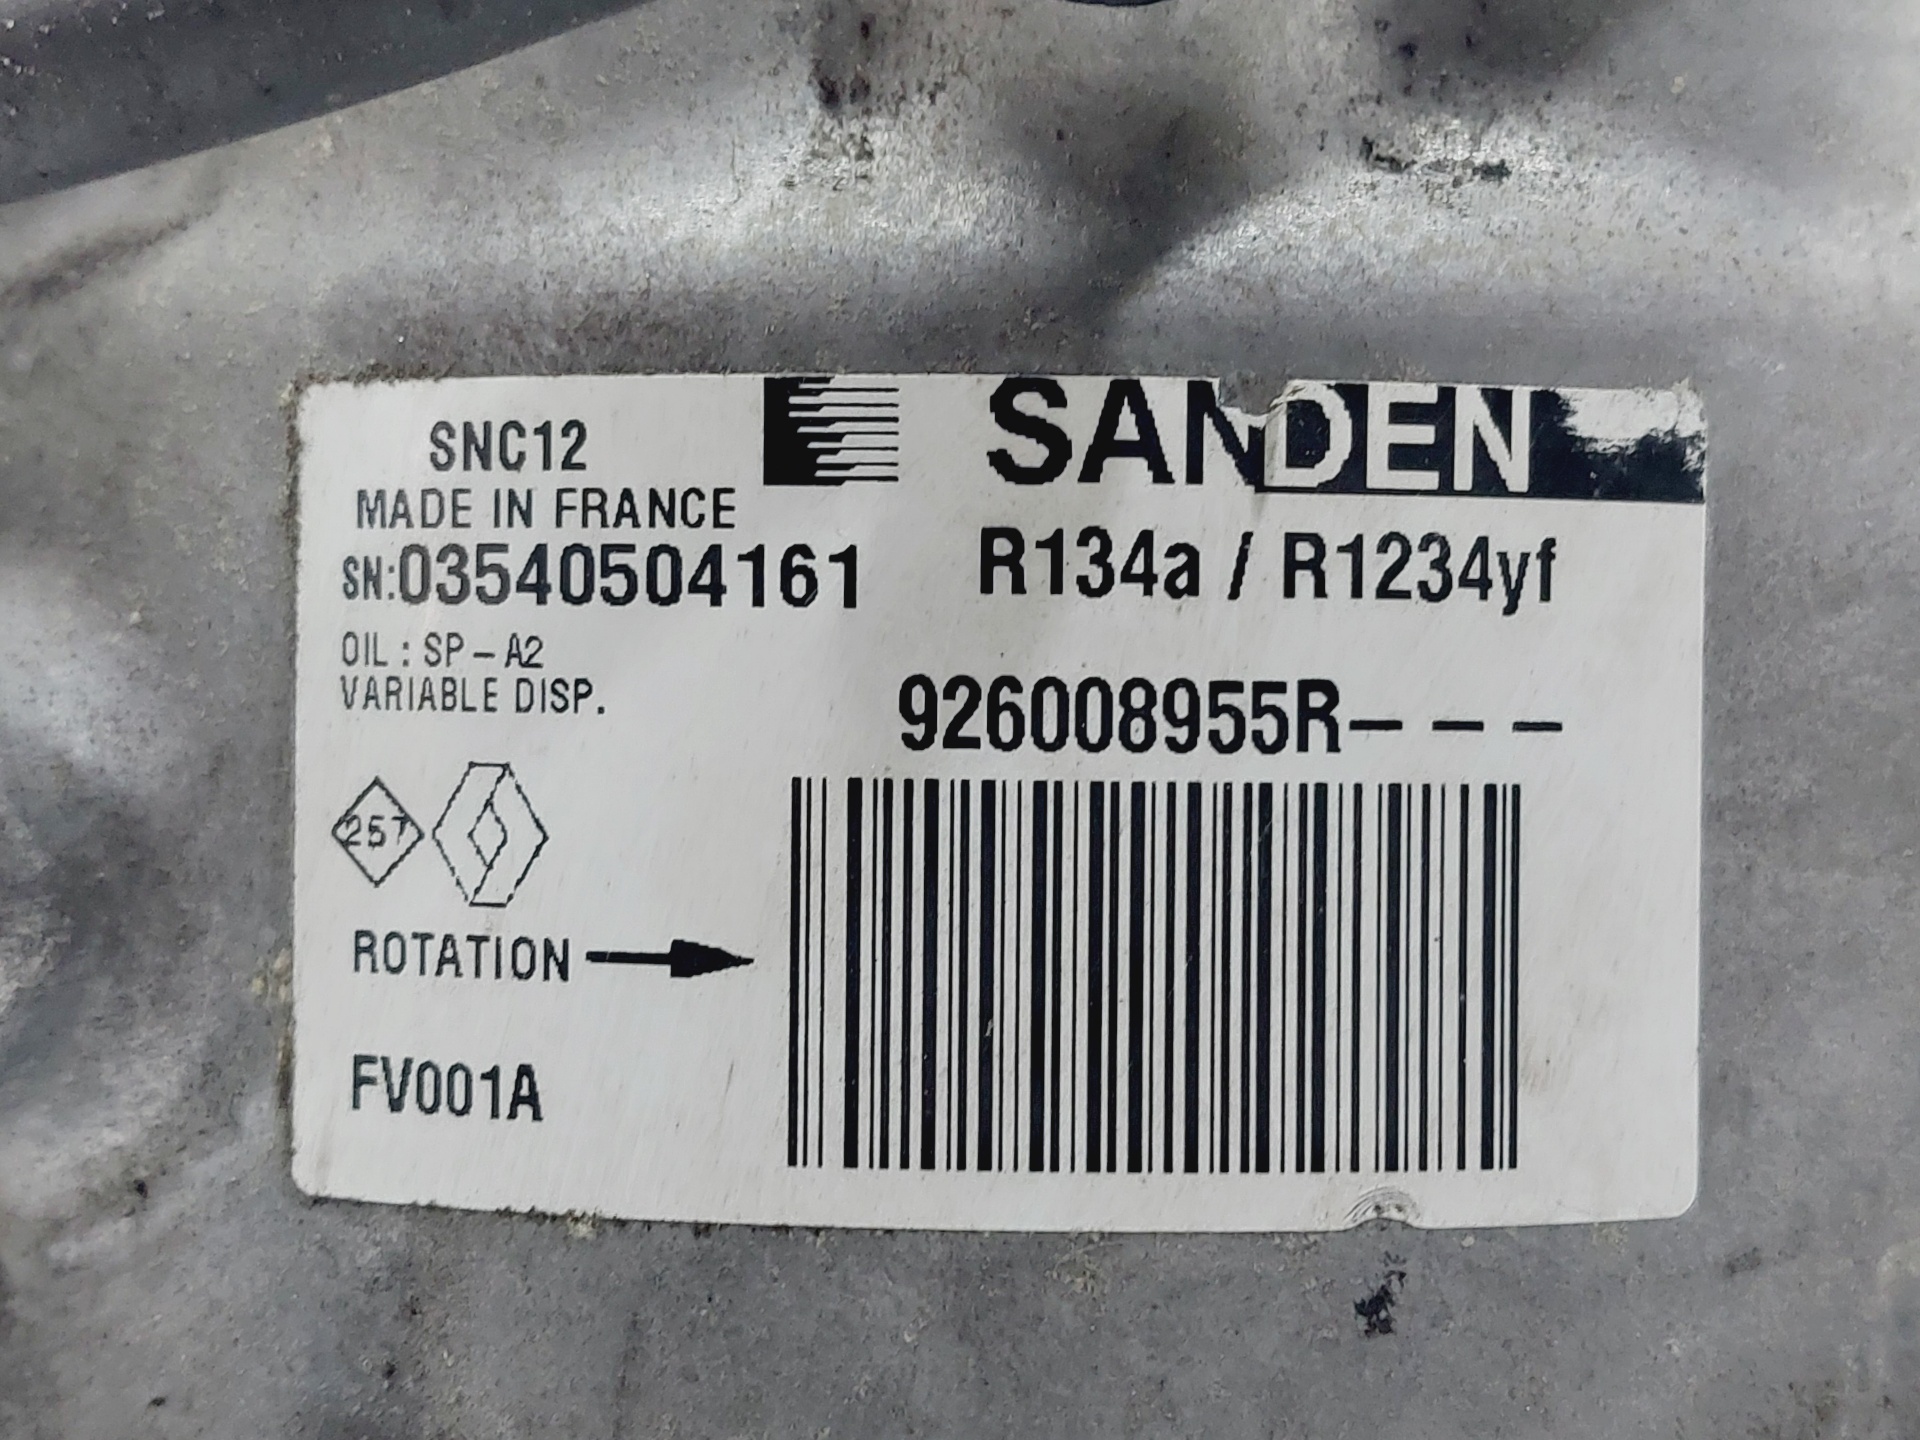 SNC12
SANDEN
MADE IN FRANCE
SN:03540504161
R134a / R1234yf
OIL : SP-A2
VARIABLE DISP.
926008955R---
257
ROTATION
FV001A